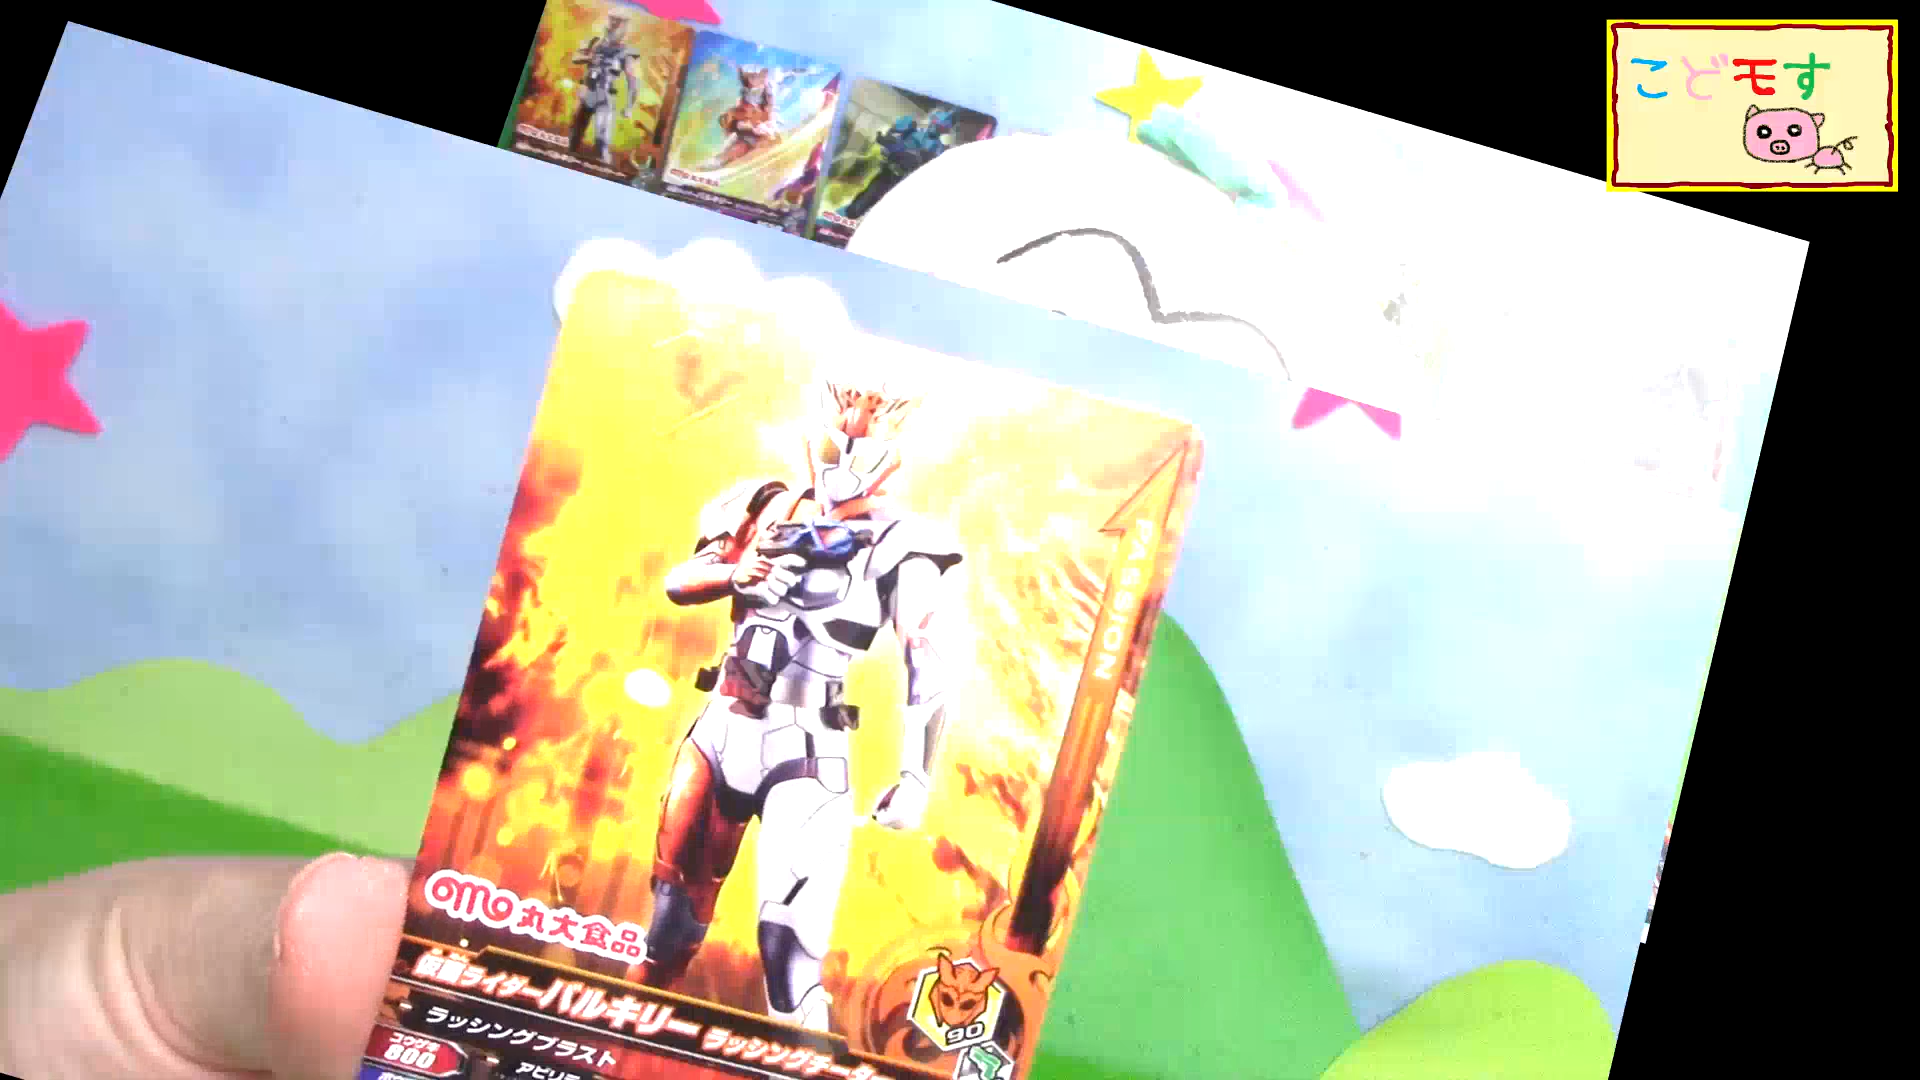 こどモす
PASSION
丸大食品
仮面ライダーバルキリー ラッシングチーター
ラッシングブラスト
90
コウゲキ
800
アビリテ